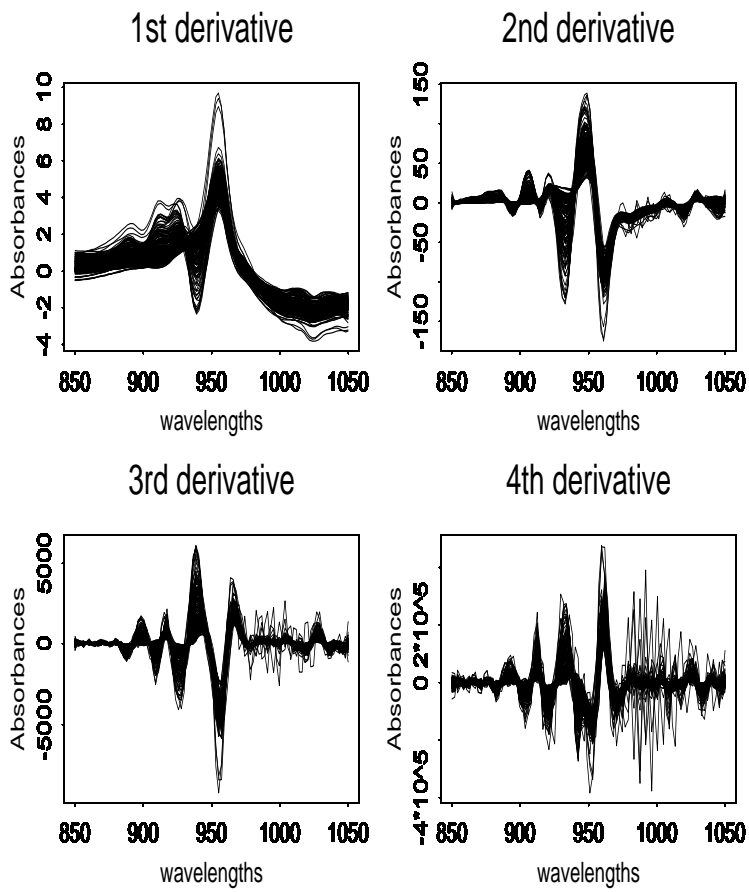 1st derivative
Absorbances
10
8
6
4
2
0
-2
-4
850 900 950 1000 1050
wavelengths
2nd derivative
Absorbances
150
50
0
-50
-150
850 900 950 1000 1050
wavelengths
3rd derivative
Absorbances
5000
0
-5000
850 900 950 1000 1050
wavelengths
4th derivative
Absorbances
2*10^5
0
-4*10^5
850 900 950 1000 1050
wavelengths